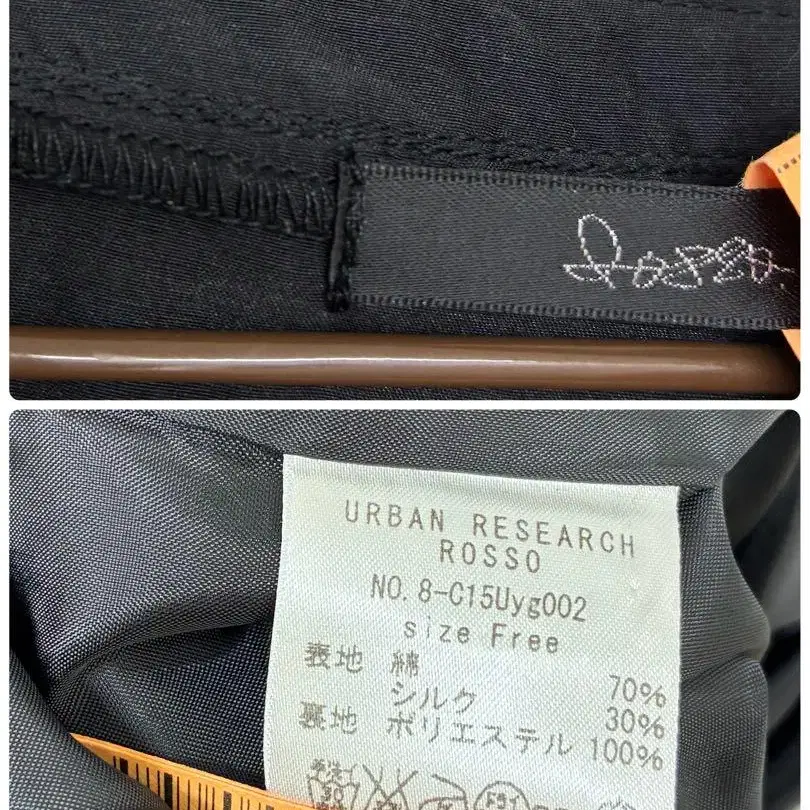 Rosso.
URBAN RESEARCH
ROSSO
NO. 8-C15Uyg002
size Free
表地 綿 70%
シルク 30%
裏地 ポリエステル 100%